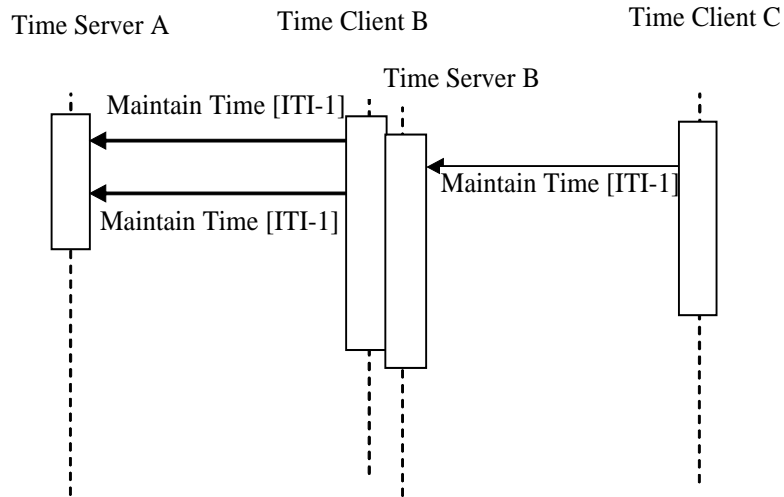 Time Server A
Time Client B
Time Client C
Time Server B
Maintain Time [ITI-1]
Maintain Time [ITI-1]
Maintain Time [ITI-1]